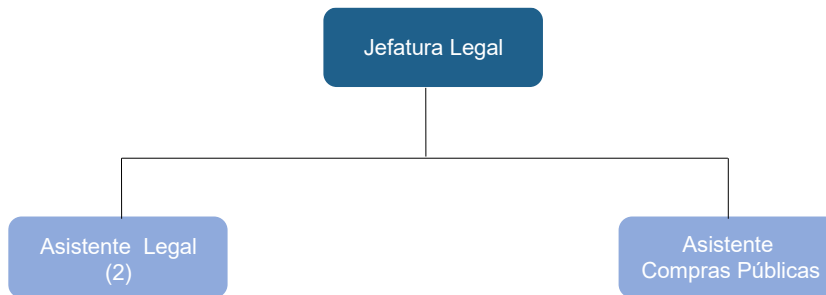 Jefatura Legal
Asistente Legal
(2)
Asistente
Compras Públicas